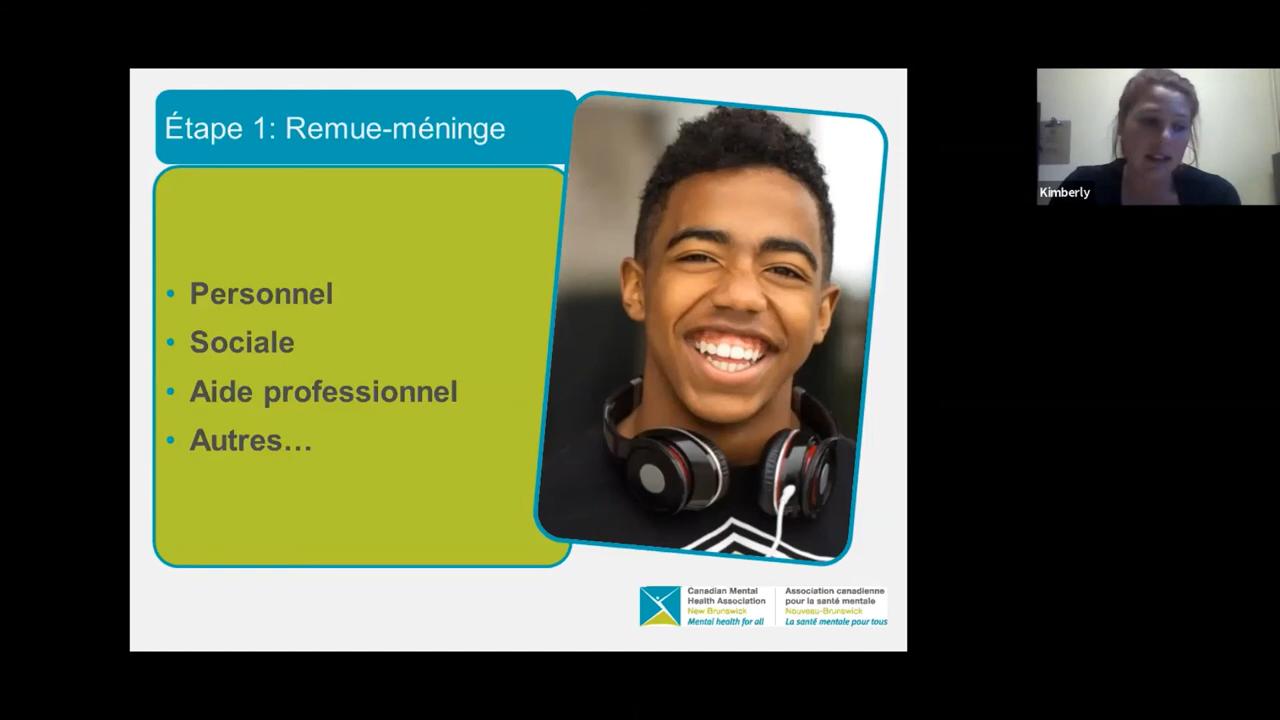 Étape 1: Remue-méninge
Kimberly
• Personnel
• Sociale
• Aide professionnel
• Autres…
Canadian Mental
Health Association
New Brunswick
Mental health for all
Association canadienne
pour la santé mentale
Nouveau-Brunswick
La santé mentale pour tous